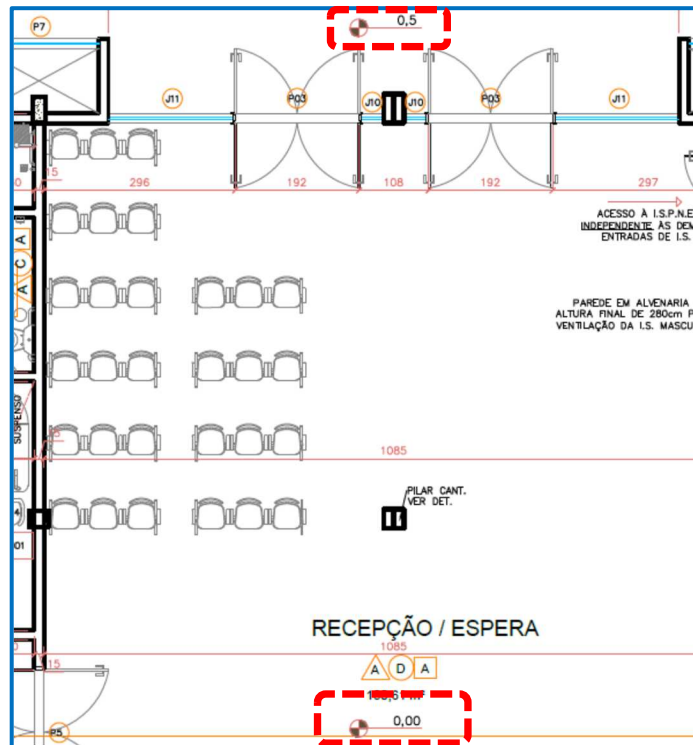 P7
0,5
J11
P03
J10
J10
P03
J11
15
296
192
108
192
297
ACESSO À I.S.P.N.E
INDEPENDENTE ÀS DEM
ENTRADAS DE I.S.
A
C
A
PAREDE EM ALVENARIA
ALTURA FINAL DE 280cm P
VENTILAÇÃO DA I.S. MASCU
SUSPENSO
1085
PILAR CANT.
VER DET.
01
RECEPÇÃO / ESPERA
1085
15
A D A
0,00
P5